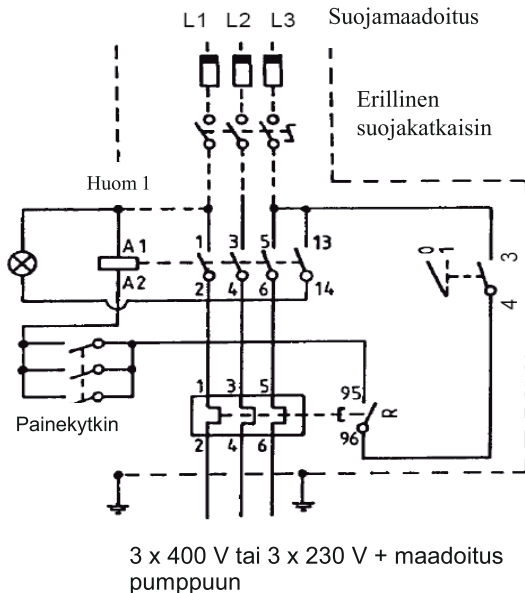 L1 L2 L3 Suojamaadoitus
Erillinen
suojakatkaisin
Huom 1
A1 1 3 5 13
A2 2 4 6 14
0 1 3
4
Painekytkin
1 3 5 95
R
2 4 6 96
3 x 400 V tai 3 x 230 V + maadoitus
pumppuun